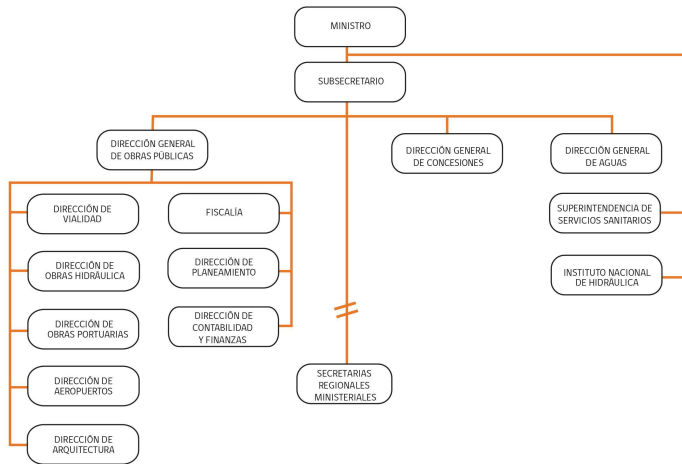 MINISTRO
SUBSECRETARIO
DIRECCIÓN GENERAL
DE OBRAS PÚBLICAS
DIRECCIÓN GENERAL
DE CONCESIONES
DIRECCIÓN GENERAL
DE AGUAS
DIRECCIÓN DE
VIALIDAD
FISCALÍA
SUPERINTENDENCIA DE
SERVICIOS SANITARIOS
DIRECCIÓN DE
OBRAS HIDRÁULICA
DIRECCIÓN DE
PLANEAMIENTO
INSTITUTO NACIONAL
DE HIDRÁULICA
DIRECCIÓN DE
OBRAS PORTUARIAS
DIRECCIÓN DE
CONTABILIDAD
Y FINANZAS
DIRECCIÓN DE
AEROPUERTOS
SECRETARIAS
REGIONALES
MINISTERIALES
DIRECCIÓN DE
ARQUITECTURA